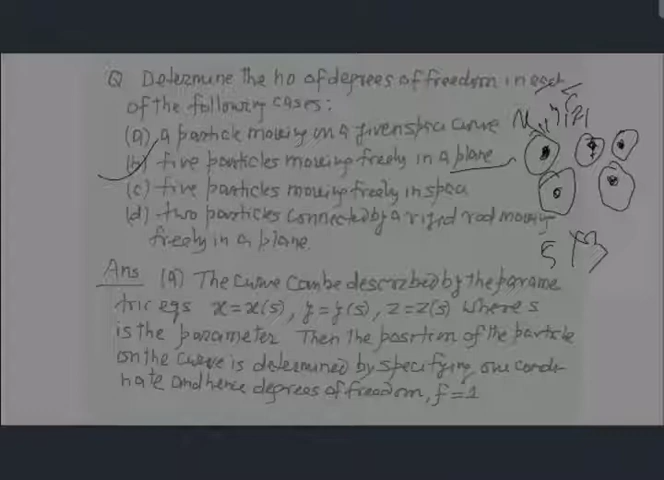 Q Determine the no of degrees of freedom in each
of the following cases:
(a) a particle moving on a given space curve
(b) five particles moving freely in a plane
(c) five particles moving freely in space
(d) two particles connected by a rigid rod moving
freely in a plane.
Ans (a) The curve can be described by the parame
tric eqs x=x(s), y=y(s), z=z(s) where s
is the parameter. Then the position of the particle
on the curve is determined by specifying one coordi-
nate and hence degrees of freedom, f=1
5